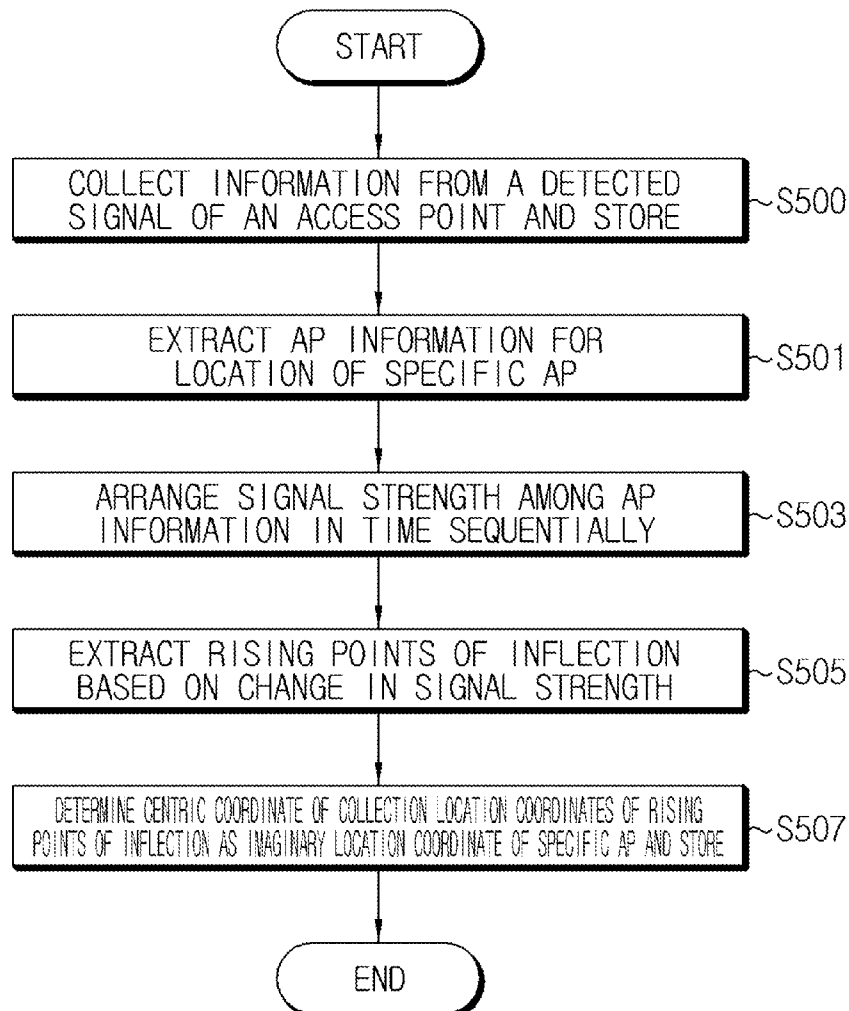 START
COLLECT INFORMATION FROM A DETECTED
SIGNAL OF AN ACCESS POINT AND STORE
S500
EXTRACT AP INFORMATION FOR
LOCATION OF SPECIFIC AP
S501
ARRANGE SIGNAL STRENGTH AMONG AP
INFORMATION IN TIME SEQUENTIALLY
S503
EXTRACT RISING POINTS OF INFLECTION
BASED ON CHANGE IN SIGNAL STRENGTH
S505
DETERMINE CENTRIC COORDINATE OF COLLECTION LOCATION COORDINATES OF RISING
POINTS OF INFLECTION AS IMAGINARY LOCATION COORDINATE OF SPECIFIC AP AND STORE
S507
END